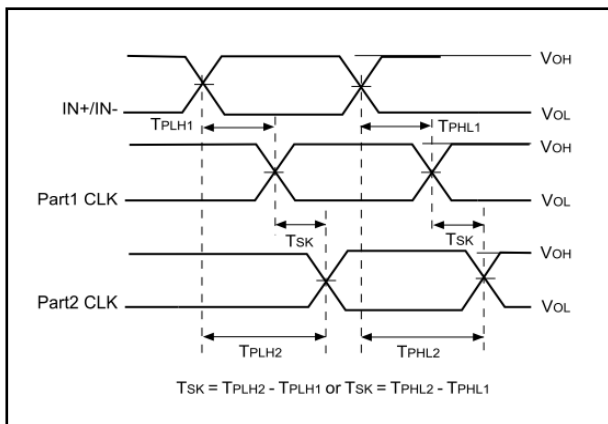 VOH
IN+/IN-
VOL
TPLH1
TPHL1
VOH
Part1 CLK
VOL
TSK
TSK
VOH
Part2 CLK
VOL
TPLH2
TPHL2
TSK = TPLH2 - TPLH1 or TSK = TPHL2 - TPHL1